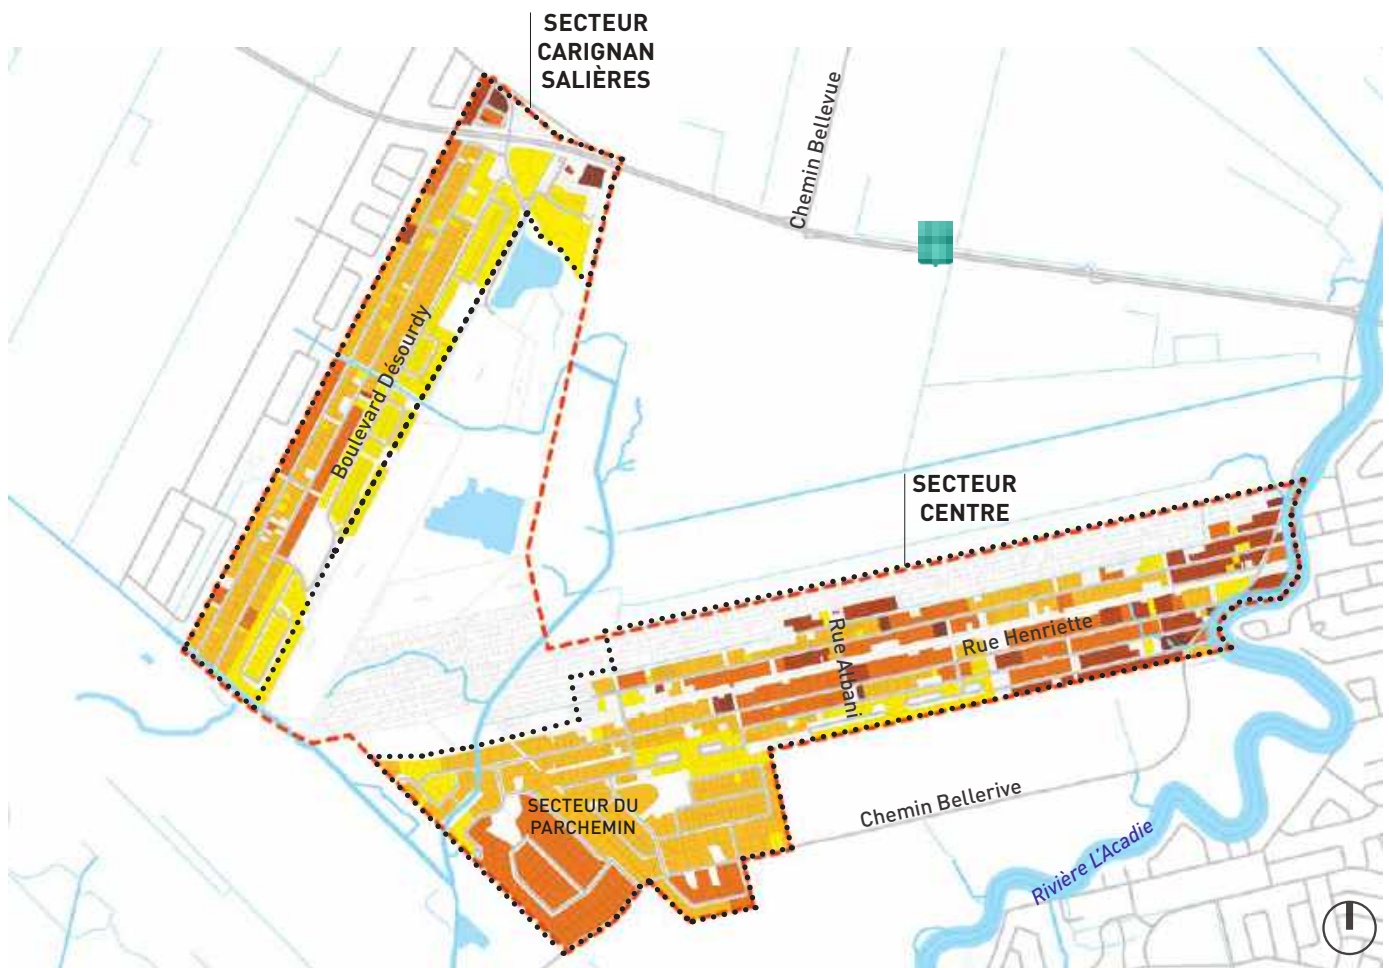 SECTEUR
CARIGNAN
SALIÈRES
Chemin Bellevue
Boulevard Désourdy
SECTEUR
CENTRE
Rue Henriette
Rue Albani
SECTEUR DU
PARCHEMIN
Chemin Bellerive
Rivière L'Acadie